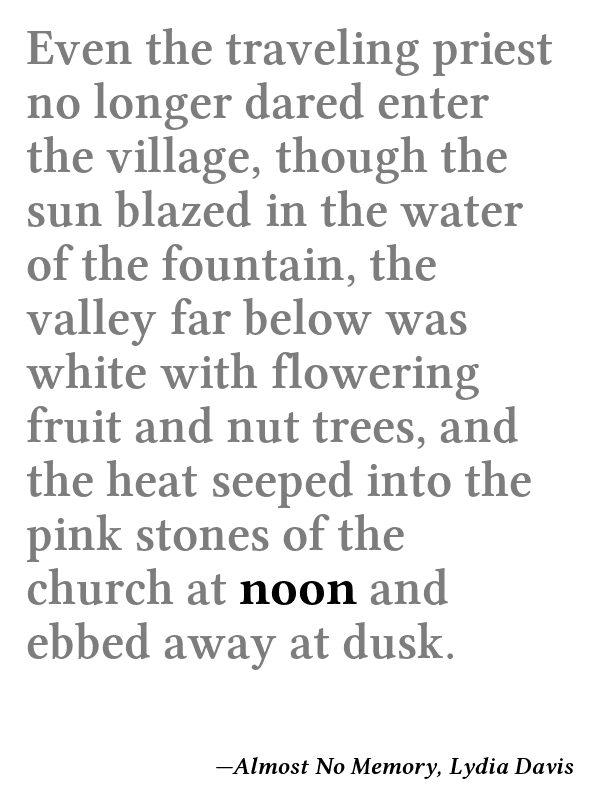 Even the traveling priest
no longer dared enter
the village, though the
sun blazed in the water
of the fountain, the
valley far below was
white with flowering
fruit and nut trees, and
the heat seeped into the
pink stones of the
church at noon and
ebbed away at dusk.
—Almost No Memory, Lydia Davis